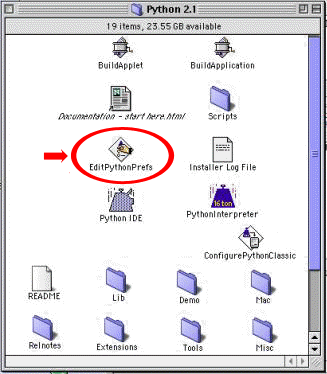 Python 2.1
19 items, 23.55 GB available
BuildApplet
BuildApplication
Documentation - start here.html
Scripts
EditPythonPrefs
Installer Log File
Python IDE
16 ton
PythonInterpreter
ConfigurePythonClassic
README
Lib
Demo
Mac
Relnotes
Extensions
Tools
Misc